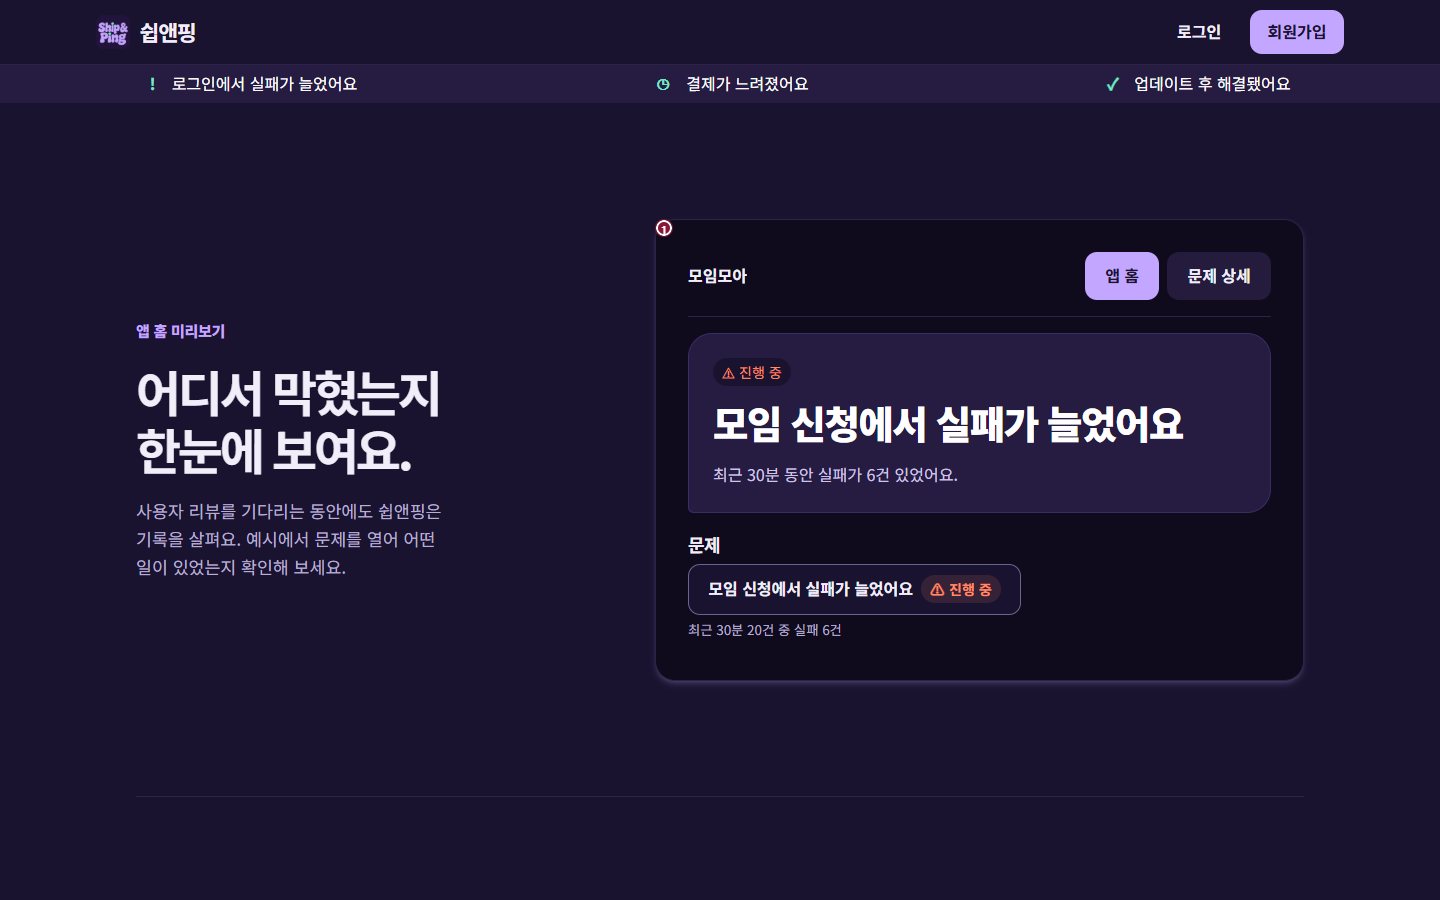 Ship&
Ping
쉽앤핑
로그인
회원가입
! 로그인에서 실패가 늘었어요
결제가 느려졌어요
✓ 업데이트 후 해결됐어요
1
모임모아
앱 홈
문제 상세
앱 홈 미리보기
어디서 막혔는지
한눈에 보여요.
사용자 리뷰를 기다리는 동안에도 쉽앤핑은
기록을 살펴요. 예시에서 문제를 열어 어떤
일이 있었는지 확인해 보세요.
⚠ 진행 중
모임 신청에서 실패가 늘었어요
최근 30분 동안 실패가 6건 있었어요.
문제
모임 신청에서 실패가 늘었어요 ⚠ 진행 중
최근 30분 20건 중 실패 6건